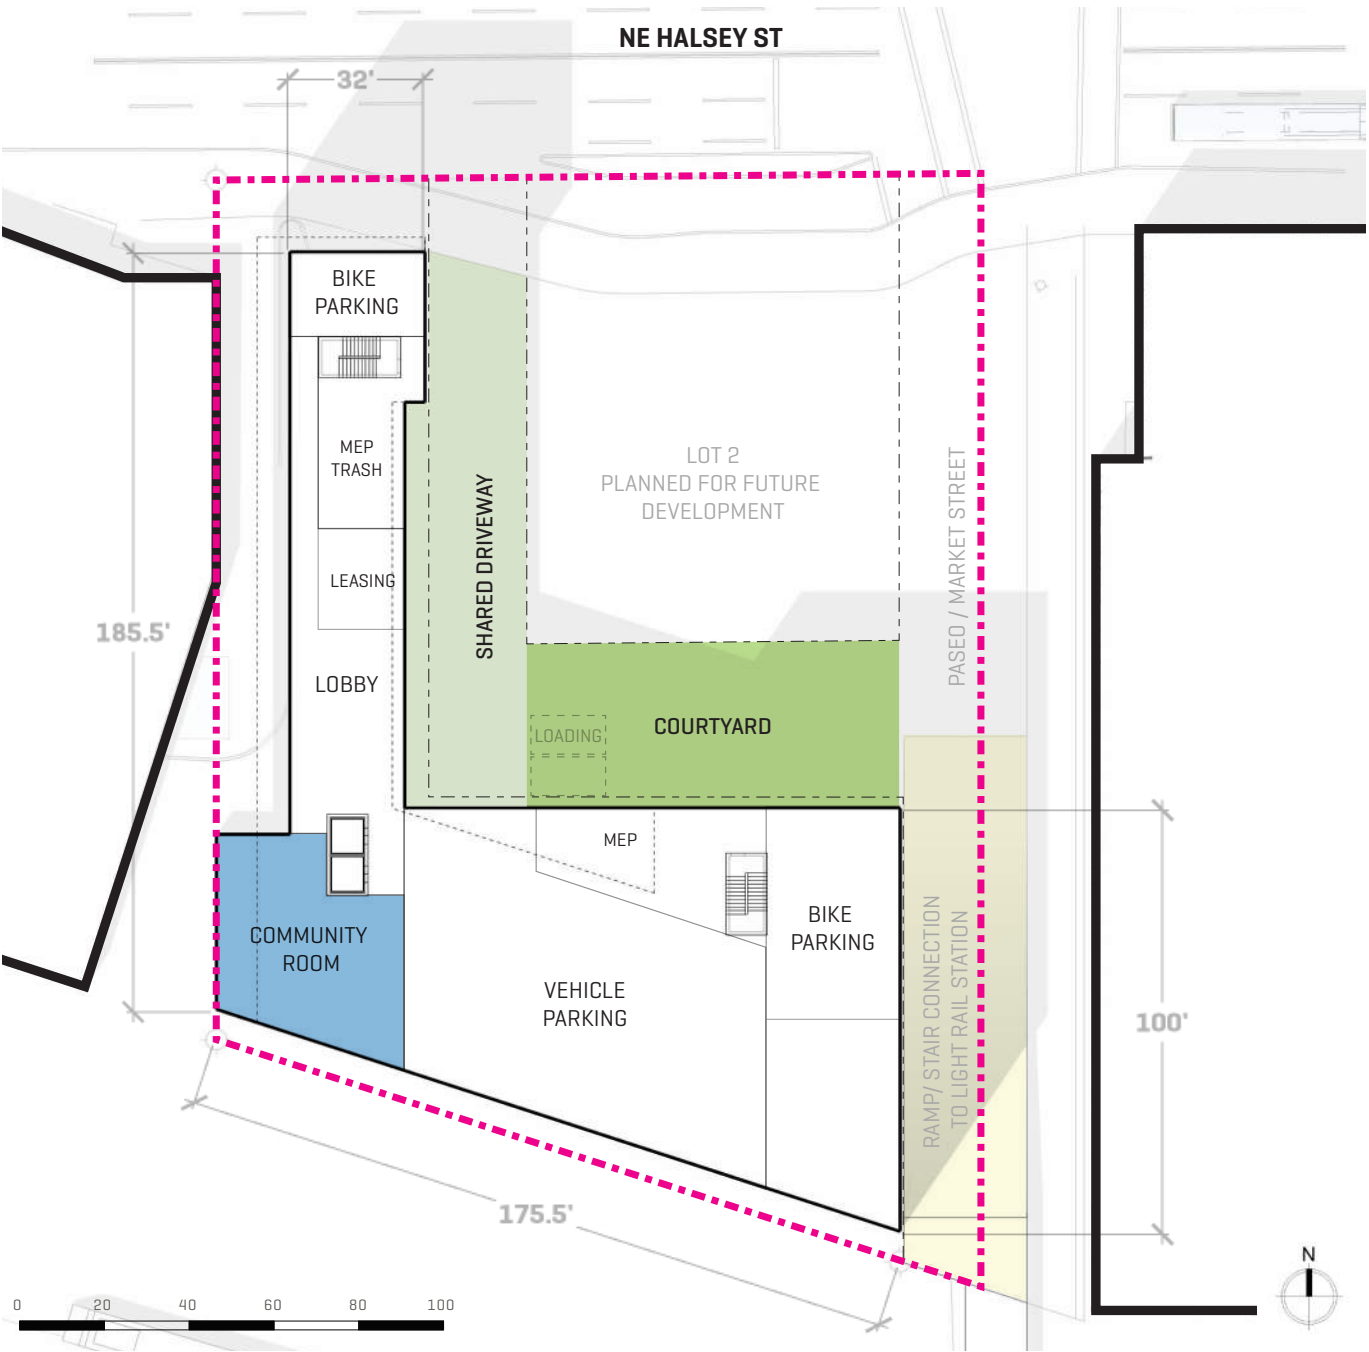 NE HALSEY ST
32'
BIKE
PARKING
MEP
TRASH
LEASING
LOBBY
185.5'
SHARED DRIVEWAY
LOT 2
PLANNED FOR FUTURE
DEVELOPMENT
PASEO / MARKET STREET
LOADING
COURTYARD
MEP
BIKE
PARKING
COMMUNITY
ROOM
VEHICLE
PARKING
RAMP/ STAIR CONNECTION
TO LIGHT RAIL STATION
100'
175.5'
N
0 20 40 60 80 100